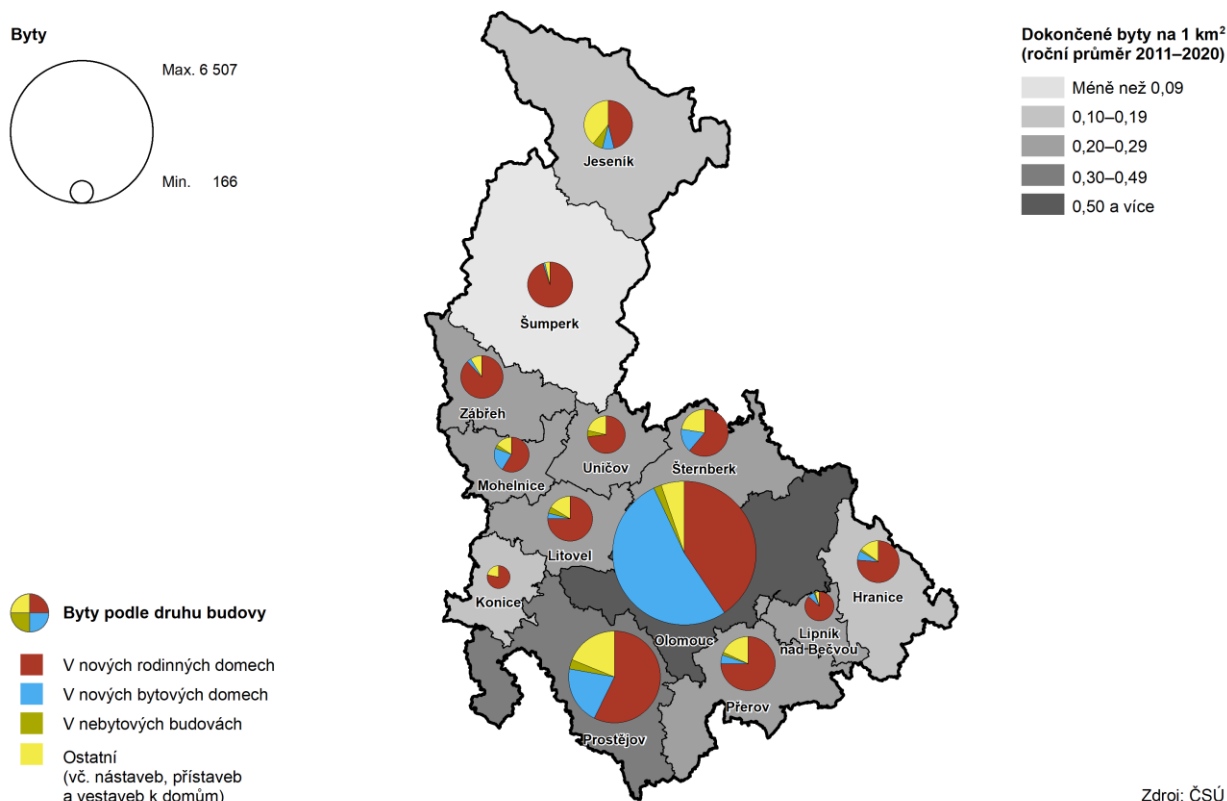 Byty
Max. 6 507
Min. 166
Dokončené byty na 1 km²
(roční průměr 2011–2020)
Méně než 0,09
0,10–0,19
0,20–0,29
0,30–0,49
0,50 a více
Jeseník
Šumperk
Zábřeh
Uničov
Šternberk
Mohelnice
Litovel
Konice
Hranice
Olomouc
Lipník
nad Bečvou
Přerov
Prostějov
Byty podle druhu budovy
V nových rodinných domech
V nových bytových domech
V nebytových budovách
Ostatní
(vč. nástaveb, přístaveb
a vestaveb k domům)
Zdroj: ČSÚ